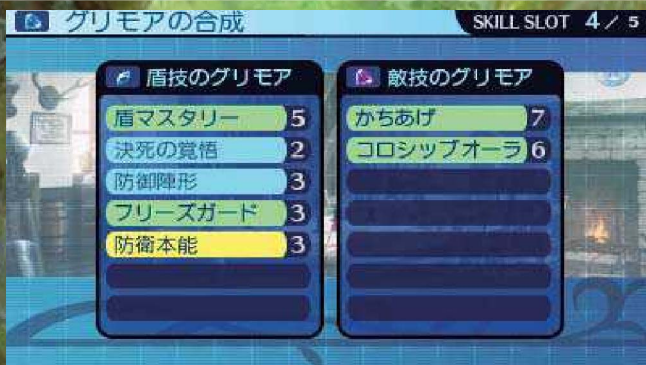 グリモアの合成
SKILL SLOT 4/5
盾技のグリモア
盾マスタリー 5
決死の覚悟 2
防御陣形 3
フリーズガード 3
防衛本能 3
敵技のグリモア
かちあげ 7
コロシップオーラ 6